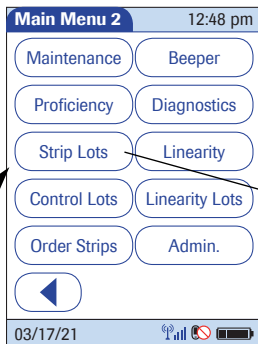 Main Menu 2 12:48 pm
Maintenance Beeper
Proficiency Diagnostics
Strip Lots Linearity
Control Lots Linearity Lots
Order Strips Admin.
03/17/21